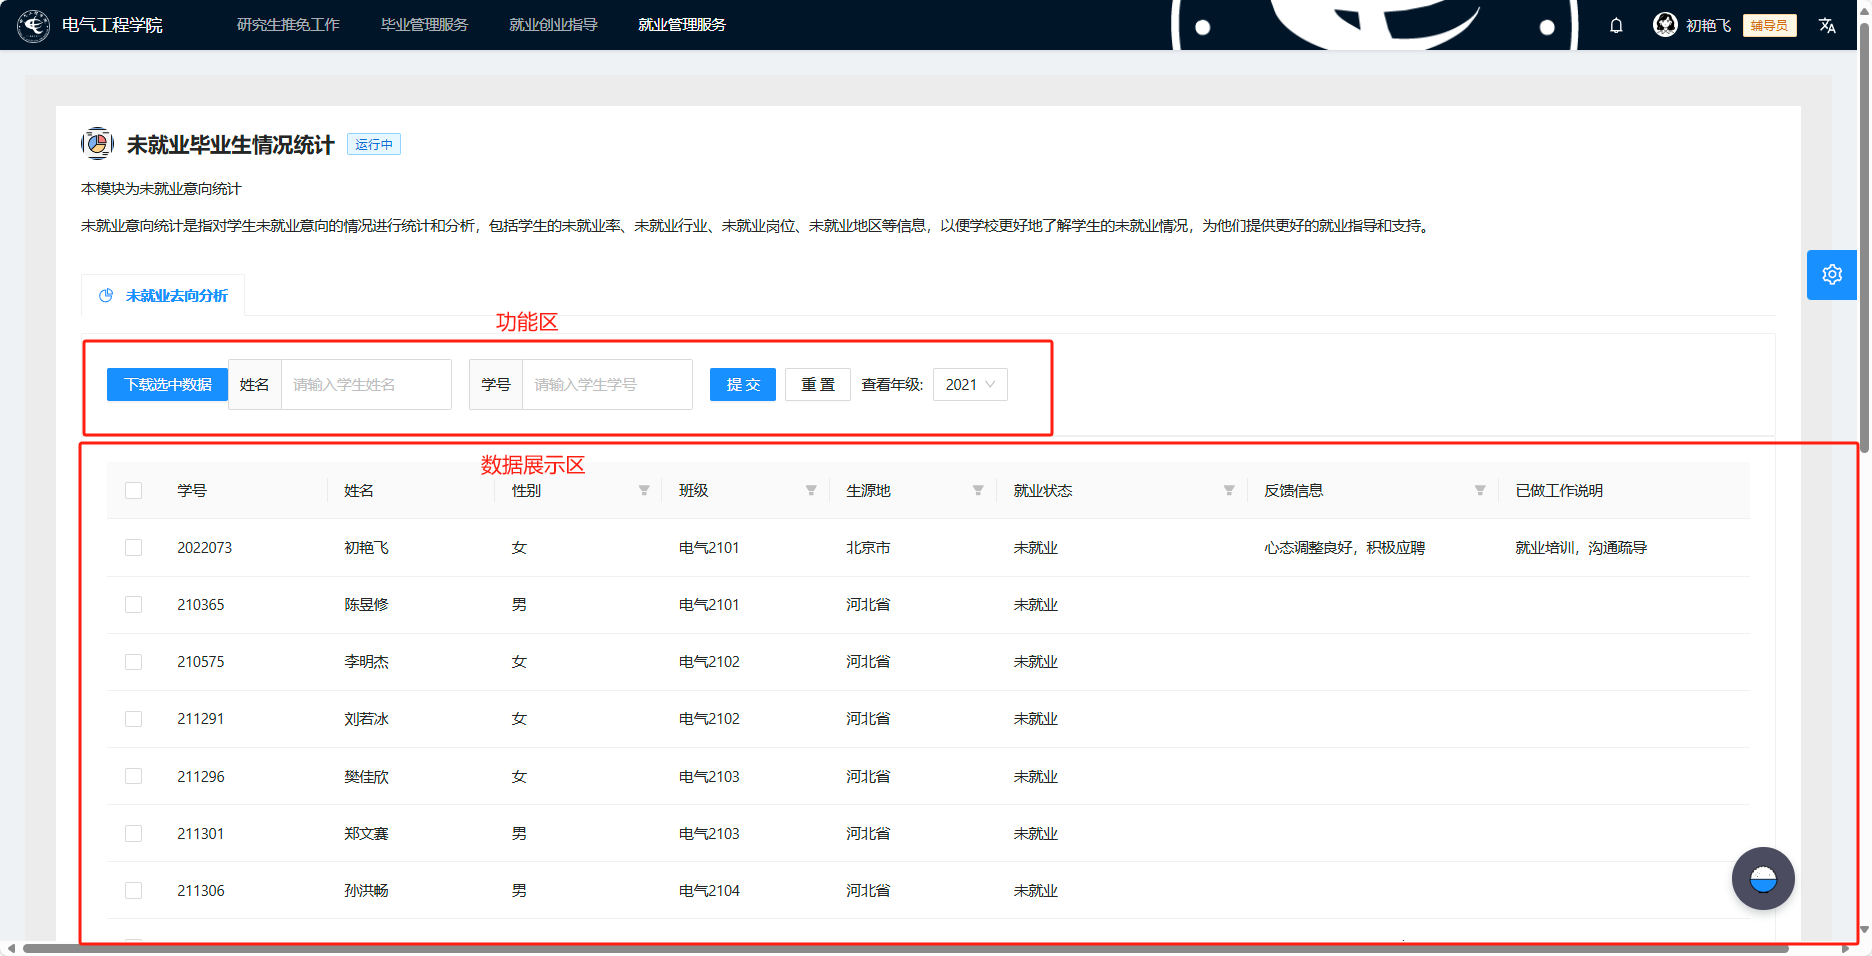 电气工程学院 研究生推免工作 毕业管理服务 就业创业指导 就业管理服务 初艳飞 辅导员
未就业毕业生情况统计 运行中
本模块为未就业意向统计
未就业意向统计是指对学生未就业意向的情况进行统计和分析，包括学生的未就业率、未就业行业、未就业岗位、未就业地区等信息，以便学校更好地了解学生的未就业情况，为他们提供更好的就业指导和支持。
未就业去向分析
功能区
下载选中数据 姓名 请输入学生姓名 学号 请输入学生学号 提 交 重 置 查看年级: 2021
数据展示区
学号 姓名 性别 班级 生源地 就业状态 反馈信息 已做工作说明
2022073 初艳飞 女 电气2101 北京市 未就业 心态调整良好，积极应聘 就业培训，沟通疏导
210365 陈昱修 男 电气2101 河北省 未就业
210575 李明杰 女 电气2102 河北省 未就业
211291 刘若冰 女 电气2102 河北省 未就业
211296 樊佳欣 女 电气2103 河北省 未就业
211301 郑文赛 男 电气2103 河北省 未就业
211306 孙洪畅 男 电气2104 河北省 未就业